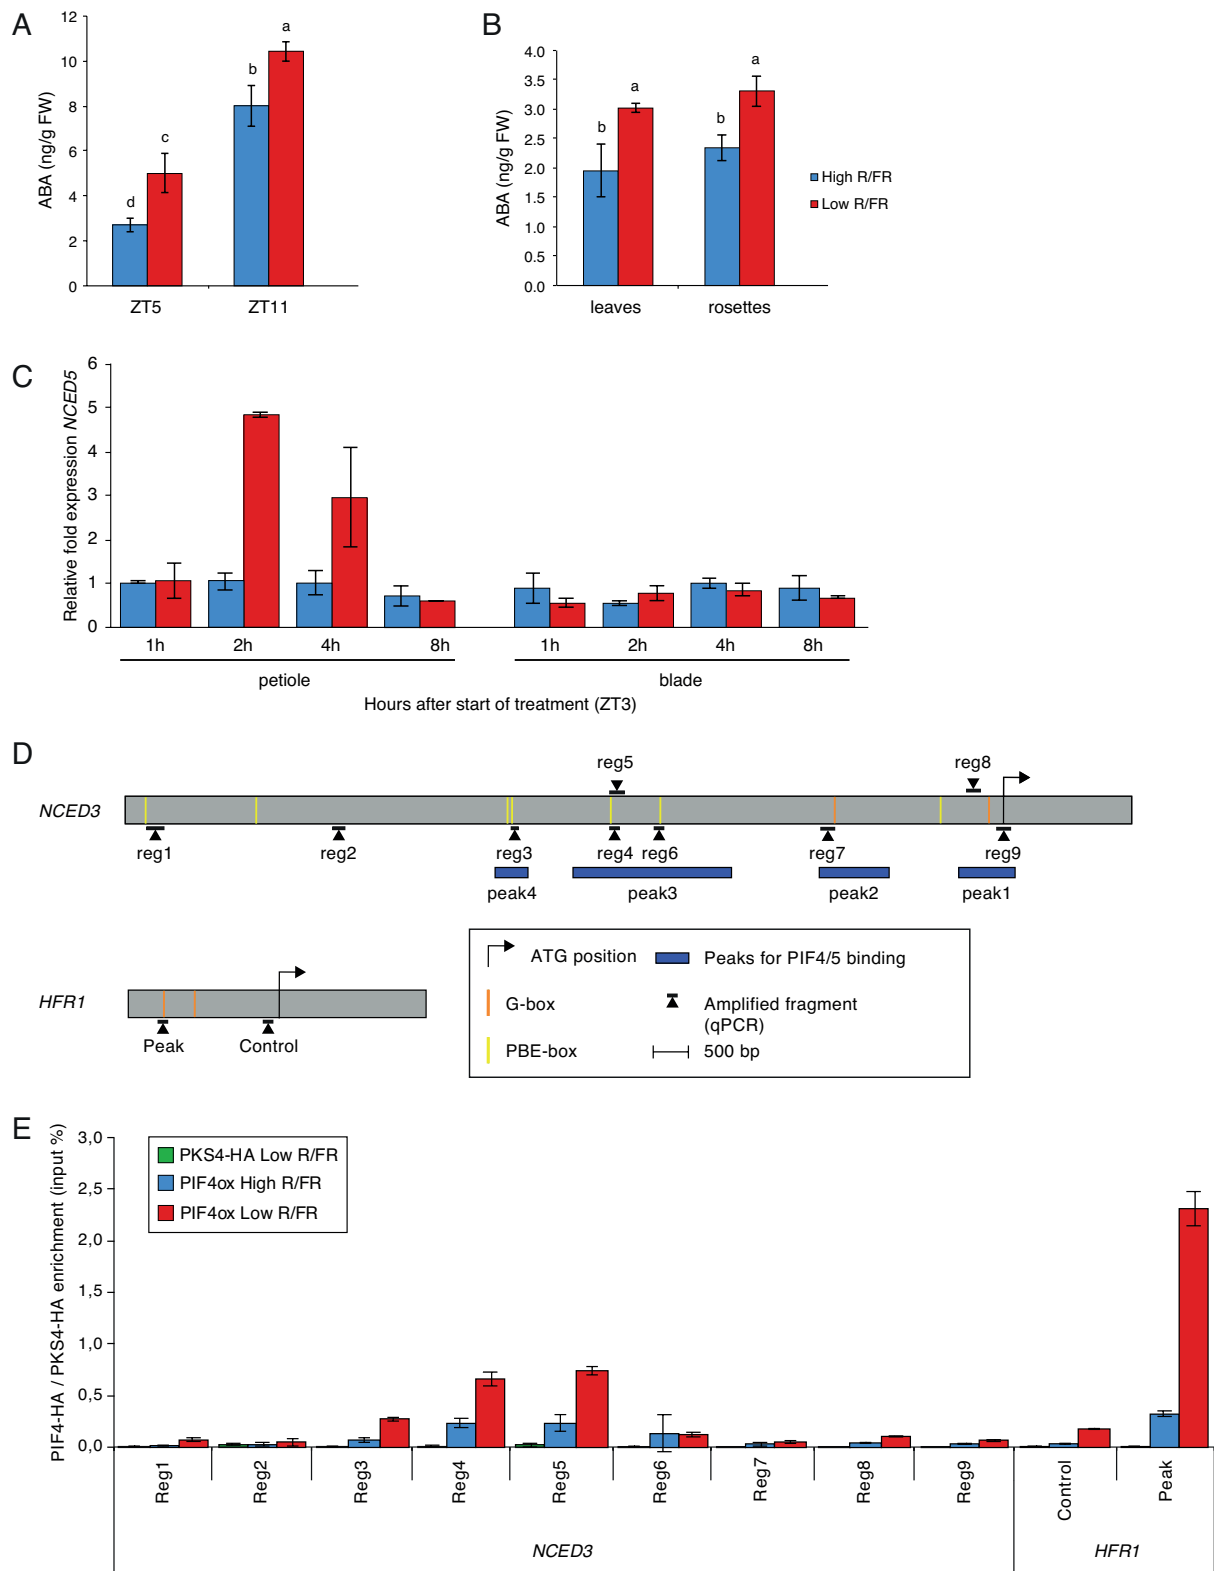 A
12
10
8
6
4
2
0
ABA (ng/g FW)
d
c
b
a
ZT5
ZT11
B
4.0
3.5
3.0
2.5
2.0
1.5
1.0
0.5
0.0
ABA (ng/g FW)
b
a
b
a
leaves
rosettes
High R/FR
Low R/FR
C
6
5
4
3
2
1
0
Relative fold expression NCED5
1h
2h
4h
8h
1h
2h
4h
8h
petiole
blade
Hours after start of treatment (ZT3)
D
reg5
reg8
NCED3
reg1
reg2
reg3
reg4
reg6
reg7
reg9
peak4
peak3
peak2
peak1
HFR1
Peak
Control
ATG position
Peaks for PIF4/5 binding
G-box
Amplified fragment
(qPCR)
PBE-box
500 bp
E
3,0
2,5
2,0
1,5
1,0
0,5
0,0
PIF4-HA / PKS4-HA enrichment (input %)
PKS4-HA Low R/FR
PIF4ox High R/FR
PIF4ox Low R/FR
Reg1
Reg2
Reg3
Reg4
Reg5
Reg6
Reg7
Reg8
Reg9
Control
Peak
NCED3
HFR1